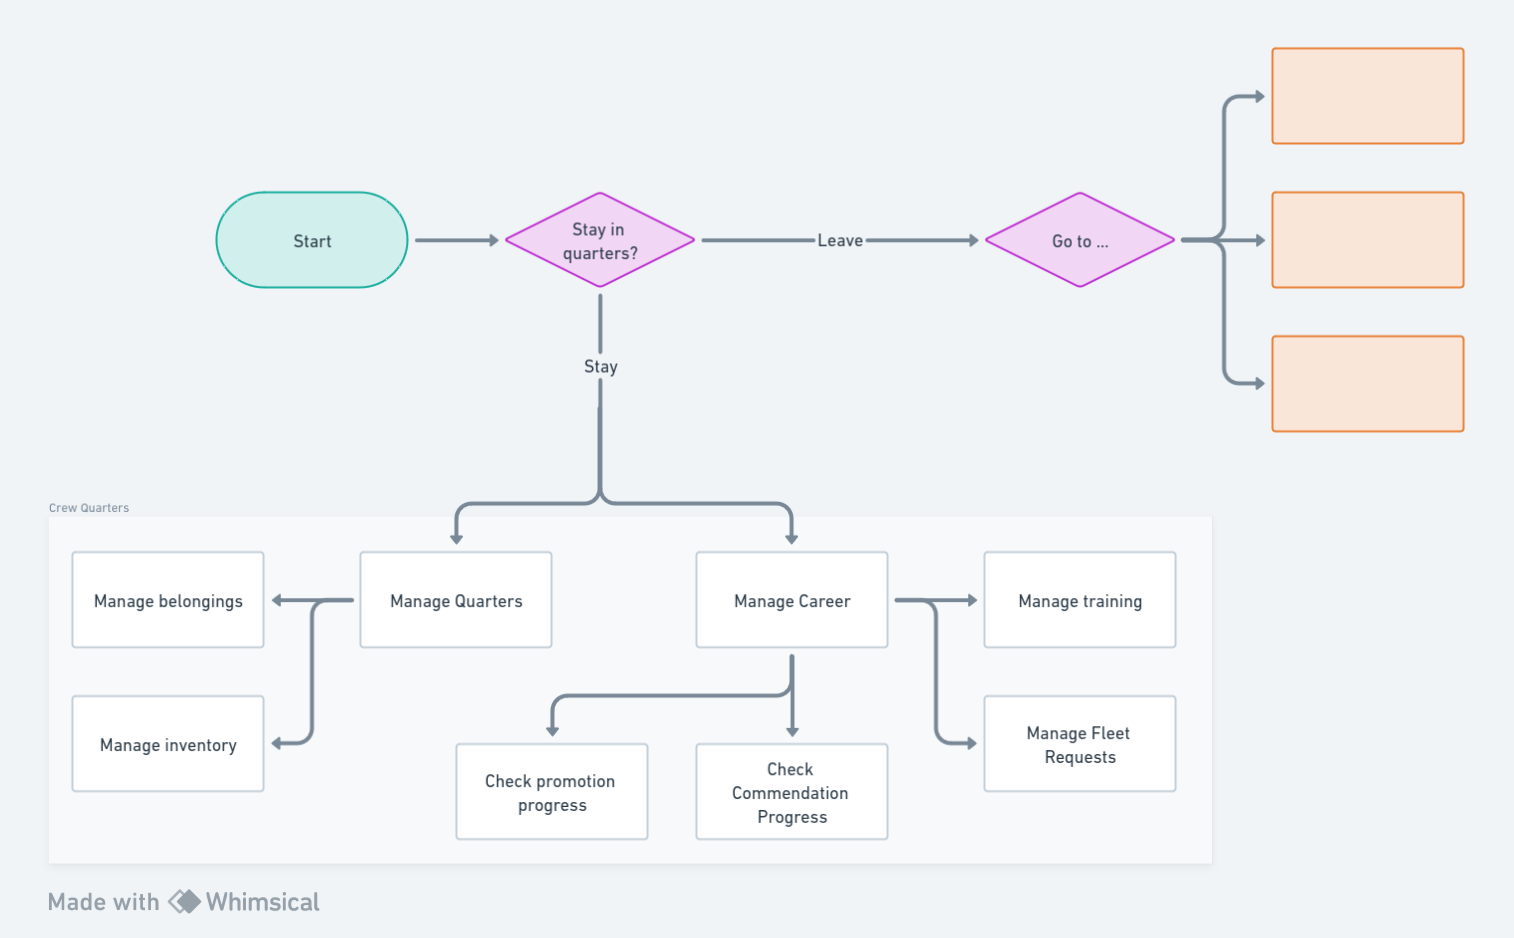 Start
Stay in
quarters?
Leave
Go to ...
Stay
Crew Quarters
Manage belongings
Manage Quarters
Manage Career
Manage training
Manage inventory
Check promotion
progress
Check
Commendation
Progress
Manage Fleet
Requests
Made with Whimsical